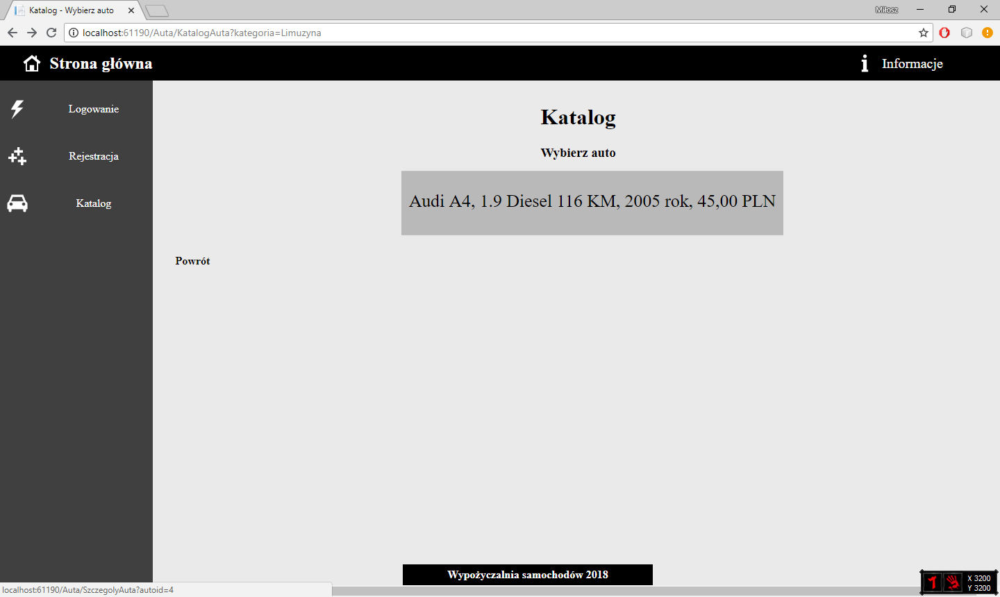 Katalog - Wybierz auto
Miłosz
localhost:61190/Auta/KatalogAuta?kategoria=Limuzyna
Strona główna
Informacje
Logowanie
Rejestracja
Katalog
Katalog
Wybierz auto
Audi A4, 1.9 Diesel 116 KM, 2005 rok, 45,00 PLN
Powrót
Wypożyczalnia samochodów 2018
localhost:61190/Auta/SzczegolyAuta?autoid=4
X 3200
Y 3200